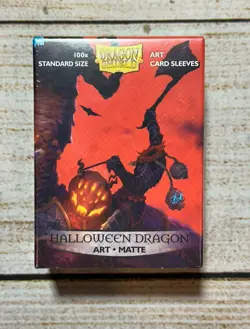 100x
STANDARD SIZE
DRAGON
SHIELD
ART
CARD SLEEVES
HALLOWEEN DRAGON
ART • MATTE